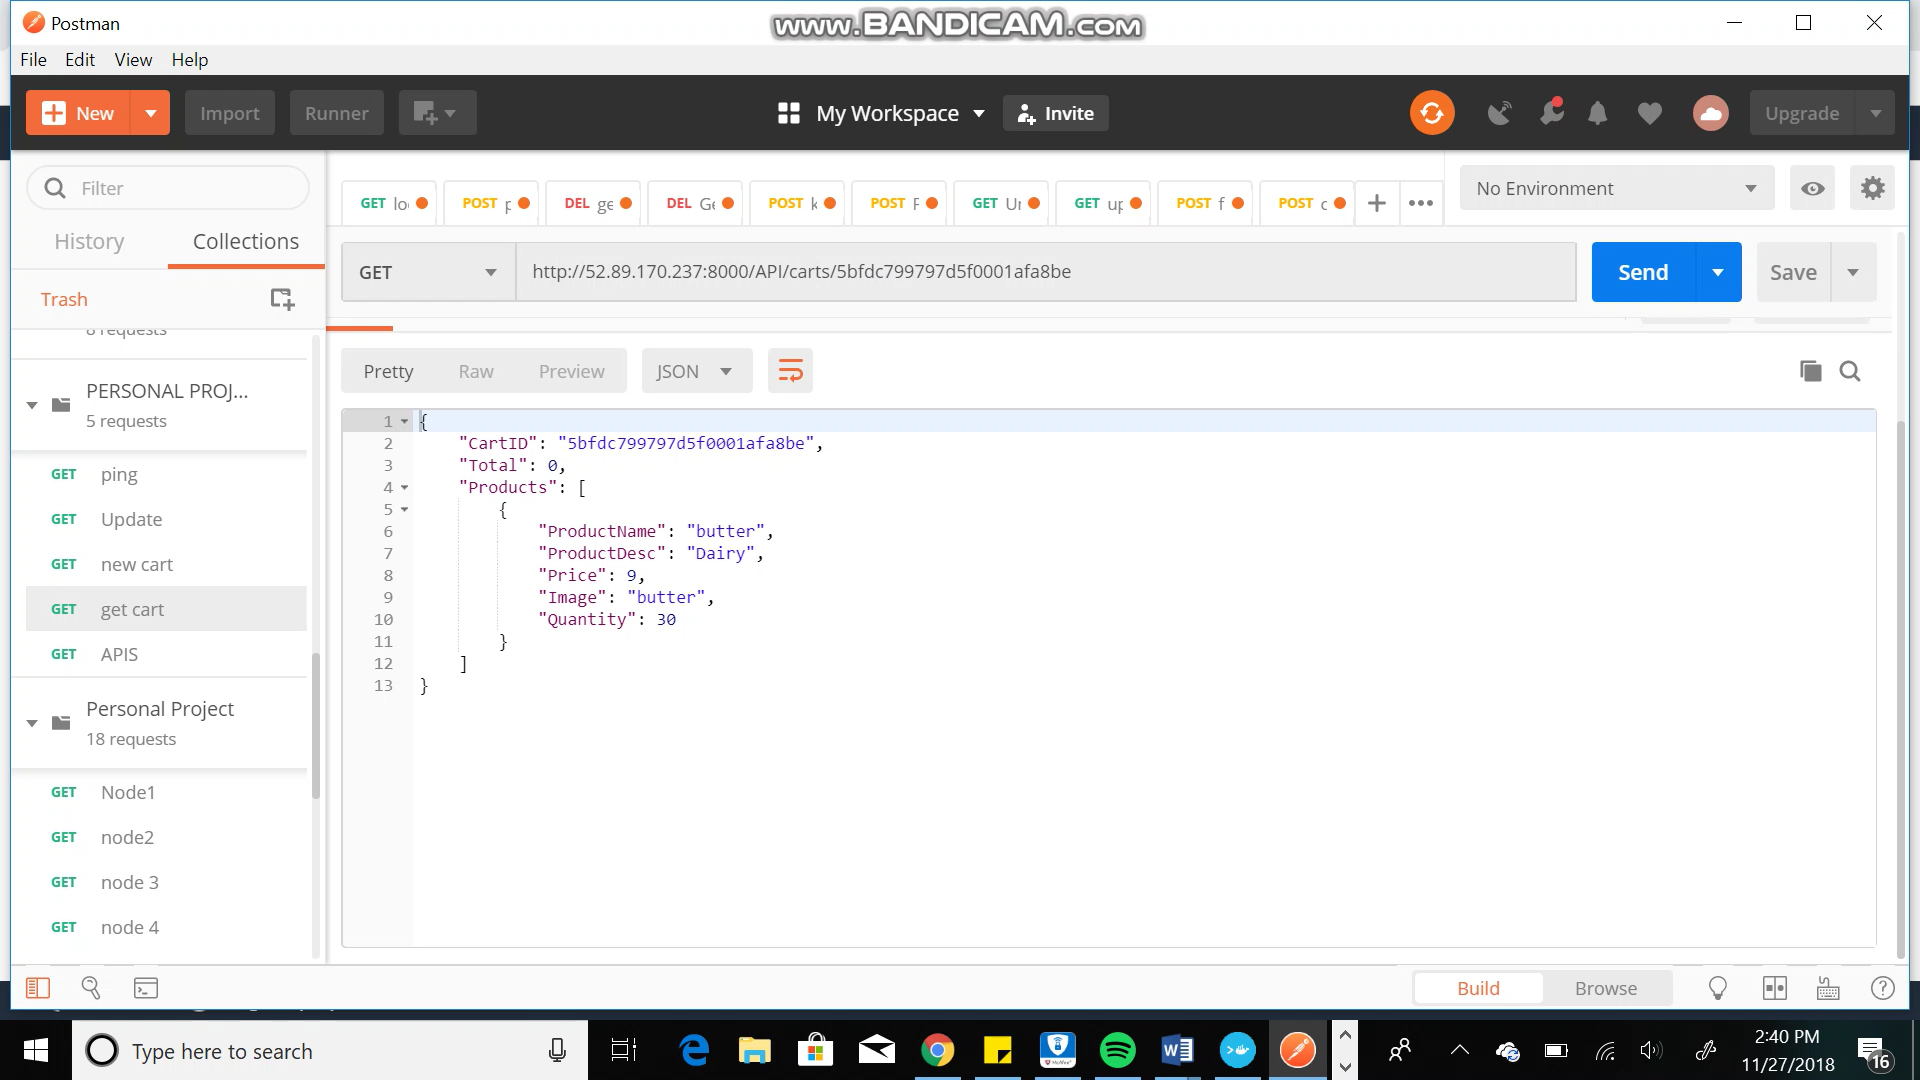 Postman
www.BANDICAM.com
File Edit View Help
New
Import
Runner
My Workspace
Invite
Upgrade
Filter
History
Collections
Trash
8 requests
PERSONAL PROJ...
5 requests
GET ping
GET Update
GET new cart
GET get cart
GET APIS
Personal Project
18 requests
GET Node1
GET node2
GET node 3
GET node 4
GET lo
POST p
DEL ge
DEL Ge
POST k
POST F
GET Ur
GET up
POST f
POST c
No Environment
GET
http://52.89.170.237:8000/API/carts/5bfdc799797d5f0001afa8be
Send
Save
Pretty
Raw
Preview
JSON
1 {
2 "CartID": "5bfdc799797d5f0001afa8be",
3 "Total": 0,
4 "Products": [
5 {
6 "ProductName": "butter",
7 "ProductDesc": "Dairy",
8 "Price": 9,
9 "Image": "butter",
10 "Quantity": 30
11 }
12 ]
13 }
Build
Browse
Type here to search
2:40 PM
11/27/2018
16